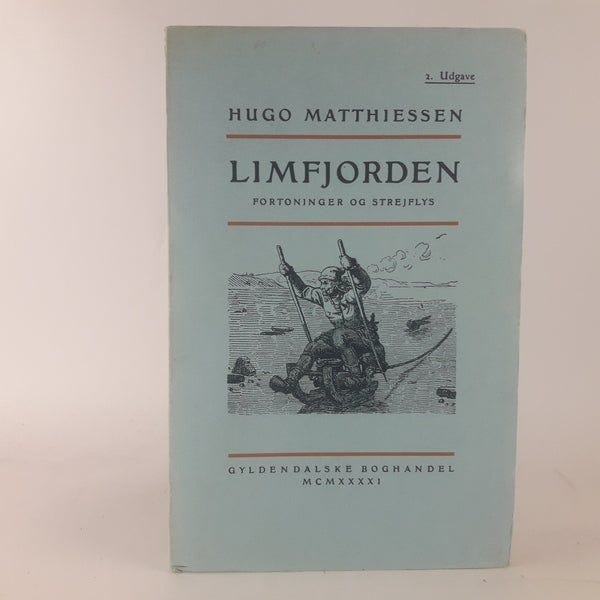 2. Udgave
HUGO MATTHIESSEN
LIMFJORDEN
FORTONINGER OG STREJFLYS
GYLDENDALSKE BOGHANDEL
MCMXXXXI